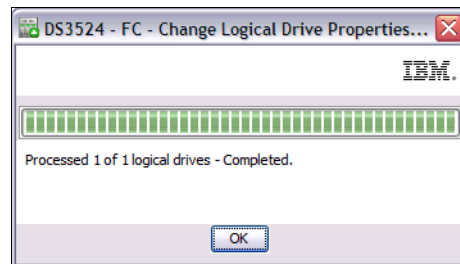 DS3524 - FC - Change Logical Drive Properties...
IBM.
Processed 1 of 1 logical drives - Completed.
OK